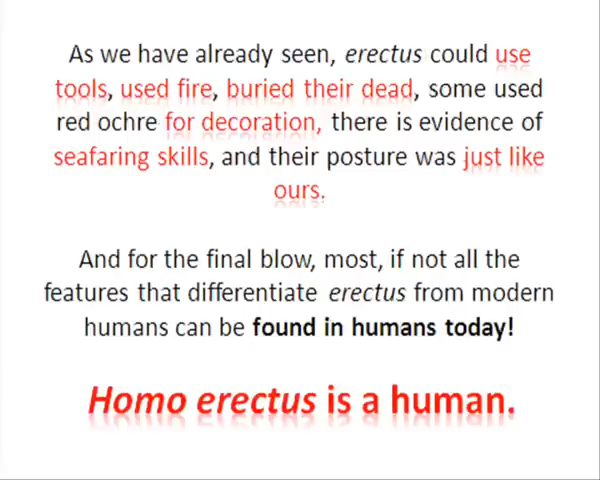 As we have already seen, erectus could use
tools, used fire, buried their dead, some used
red ochre for decoration, there is evidence of
seafaring skills, and their posture was just like
ours.
And for the final blow, most, if not all the
features that differentiate erectus from modern
humans can be found in humans today!
Homo erectus is a human.